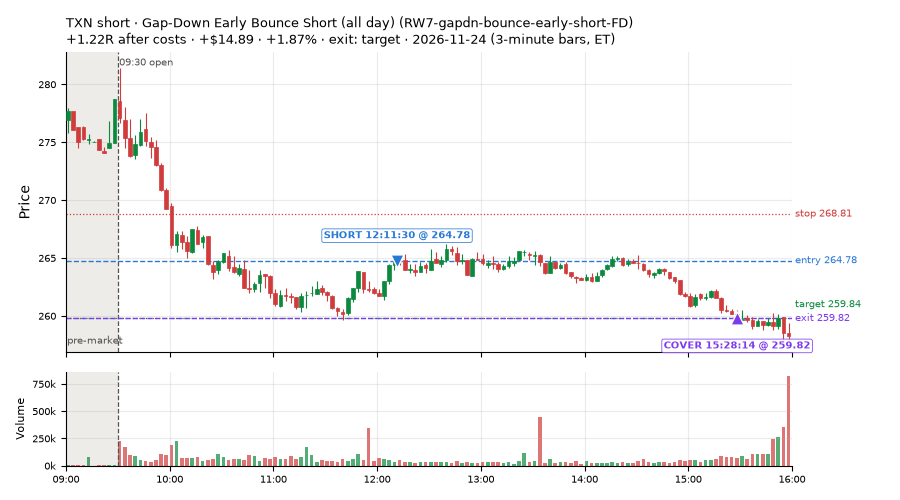 TXN short · Gap-Down Early Bounce Short (all day) (RW7-gapdn-bounce-early-short-FD)
+1.22R after costs · +$14.89 · +1.87% · exit: target · 2026-11-24 (3-minute bars, ET)
09:30 open
280
275
270
265
260
Price
stop 268.81
SHORT 12:11:30 @ 264.78
entry 264.78
target 259.84
exit 259.82
pre-market
COVER 15:28:14 @ 259.82
750k
500k
250k
0k
Volume
09:00
10:00
11:00
12:00
13:00
14:00
15:00
16:00